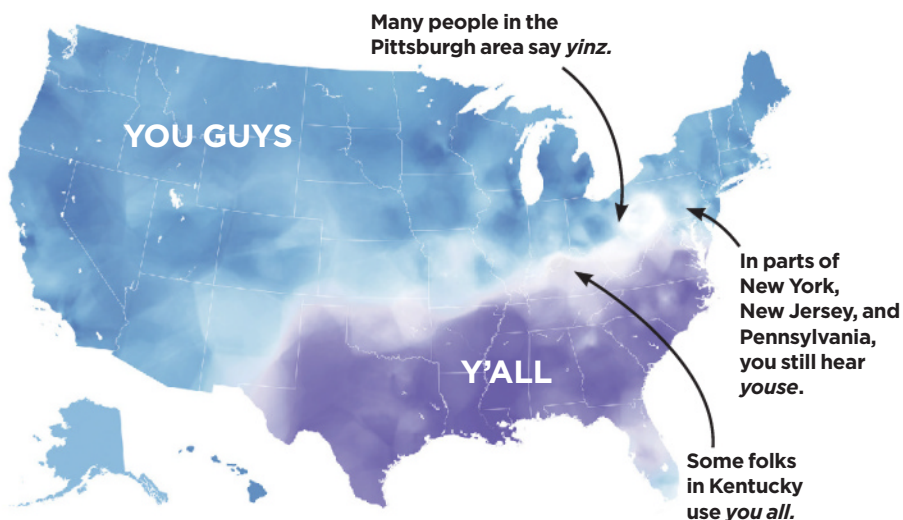 Many people in the
Pittsburgh area say yinz.
YOU GUYS
In parts of
New York,
New Jersey, and
Pennsylvania,
you still hear
youse.
Y'ALL
Some folks
in Kentucky
use you all.